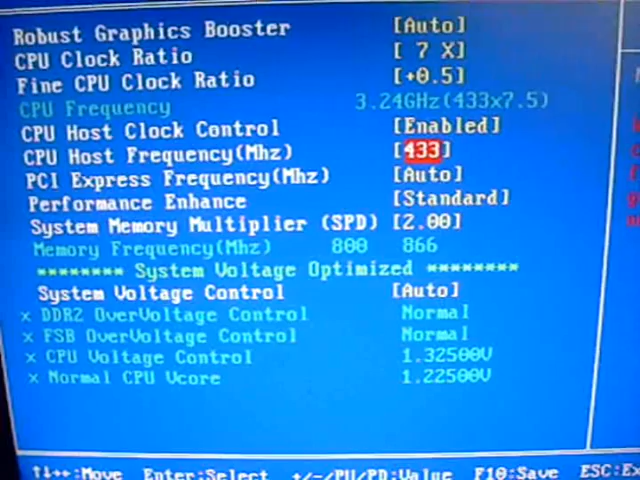 Robust Graphics Booster [Auto]
CPU Clock Ratio [ 7 X]
Fine CPU Clock Ratio [+0.5]
CPU Frequency 3.24GHz(433x7.5)
CPU Host Clock Control [Enabled]
CPU Host Frequency(Mhz) [433]
PCI Express Frequency(Mhz) [Auto]
Performance Enhance [Standard]
System Memory Multiplier (SPD) [2.00]
Memory Frequency(Mhz) 800 866
******** System Voltage Optimized ********
System Voltage Control [Auto]
x DDR2 OverVoltage Control Normal
x FSB OverVoltage Control Normal
x CPU Voltage Control 1.32500V
x Normal CPU Vcore 1.22500V
↑↓→←:Move Enter:Select +/-/PU/PD:Value F10:Save ESC:Ex